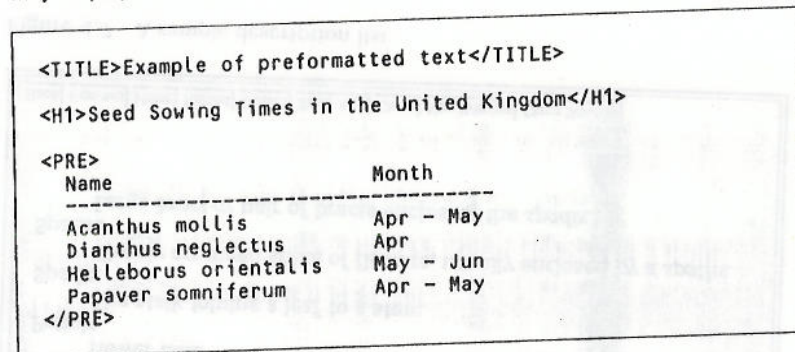 <TITLE>Example of preformatted text</TITLE>
<H1>Seed Sowing Times in the United Kingdom</H1>
<PRE>
Name Month
----------------------------------------
Acanthus mollis Apr - May
Dianthus neglectus Apr
Helleborus orientalis May - Jun
Papaver somniferum Apr - May
</PRE>